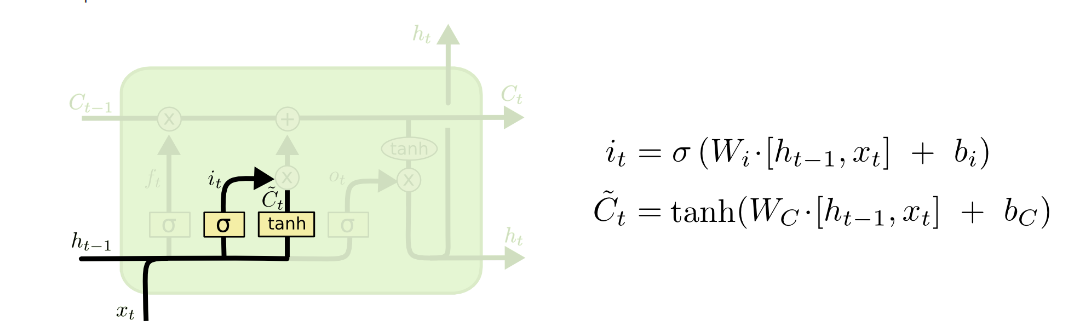 h_t
C_{t-1}
C_t
x
+
tanh
f_t
i_t
x
C̃_t
o_t
x
σ
σ
tanh
σ
h_{t-1}
h_t
x_t
i_t = σ (W_i·[h_{t-1}, x_t] + b_i)
C̃_t = tanh(W_C·[h_{t-1}, x_t] + b_C)